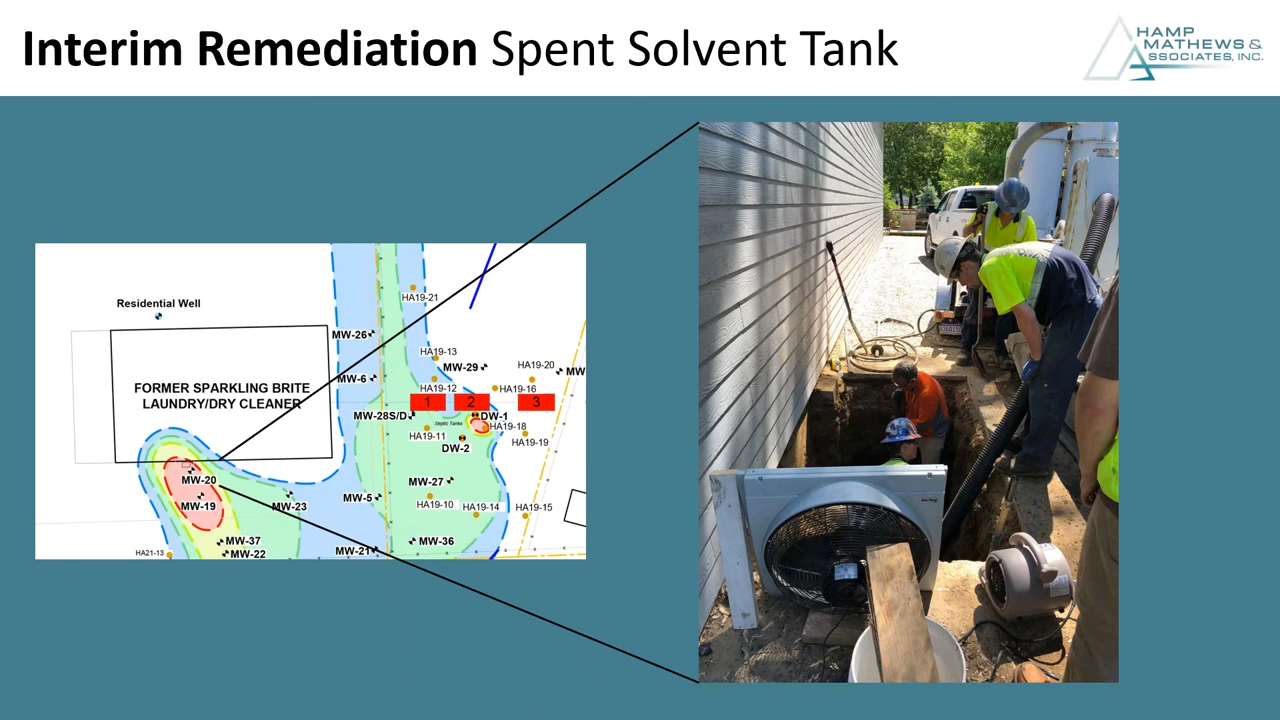 Interim Remediation Spent Solvent Tank
HAMP
MATHEWS &
ASSOCIATES, INC.
HA19-21
Residential Well
MW-26
HA19-13
MW-29
HA19-20
MW
MW-6
HA19-12
HA19-16
FORMER SPARKLING BRITE
LAUNDRY/DRY CLEANER
1
2
3
MW-28S/D
DW-1
Septic Tanks
HA19-18
HA19-11
HA19-19
DW-2
MW-20
MW-27
MW-19
MW-23
MW-5
HA19-10
HA19-14
HA19-15
MW-37
MW-36
HA21-13
MW-22
MW-21